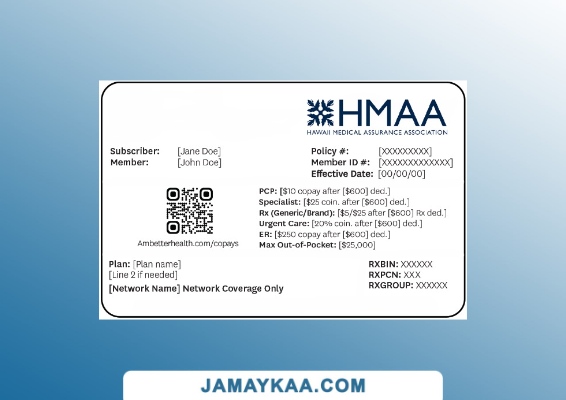 HMAA
HAWAII MEDICAL ASSURANCE ASSOCIATION
Subscriber: [Jane Doe]
Member: [John Doe]
Policy #: [XXXXXXXXX]
Member ID #: [XXXXXXXXXXXXX]
Effective Date: [00/00/00]
PCP: [$10 copay after [$600] ded.]
Specialist: [$25 coin. after [$600] ded.]
Rx (Generic/Brand): [$5/$25 after [$600] Rx ded.]
Urgent Care: [20% coin. after [$600] ded.]
ER: [$250 copay after [$600] ded.]
Max Out-of-Pocket: [$25,000]
Ambetterhealth.com/copays
Plan: [Plan name]
[Line 2 if needed]
[Network Name] Network Coverage Only
RXBIN: XXXXXX
RXPCN: XXX
RXGROUP: XXXXXX
JAMAYKAA.COM